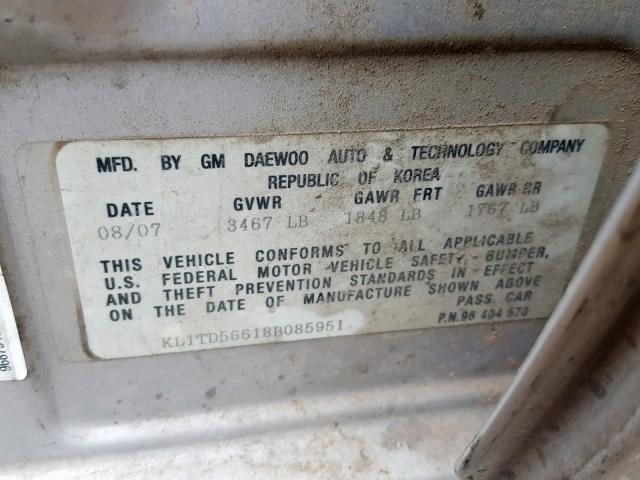 MFD. BY GM DAEWOO AUTO & TECHNOLOGY COMPANY
REPUBLIC OF KOREA
DATE GVWR GAWR FRT GAWR RR
08/07 3467 LB 1848 LB 1767 LB
THIS VEHICLE CONFORMS TO ALL APPLICABLE
U.S. FEDERAL MOTOR VEHICLE SAFETY, BUMPER,
AND THEFT PREVENTION STANDARDS IN EFFECT
ON THE DATE OF MANUFACTURE SHOWN ABOVE
PASS. CAR
KL1TD56618B085951
P.N.96 404 570